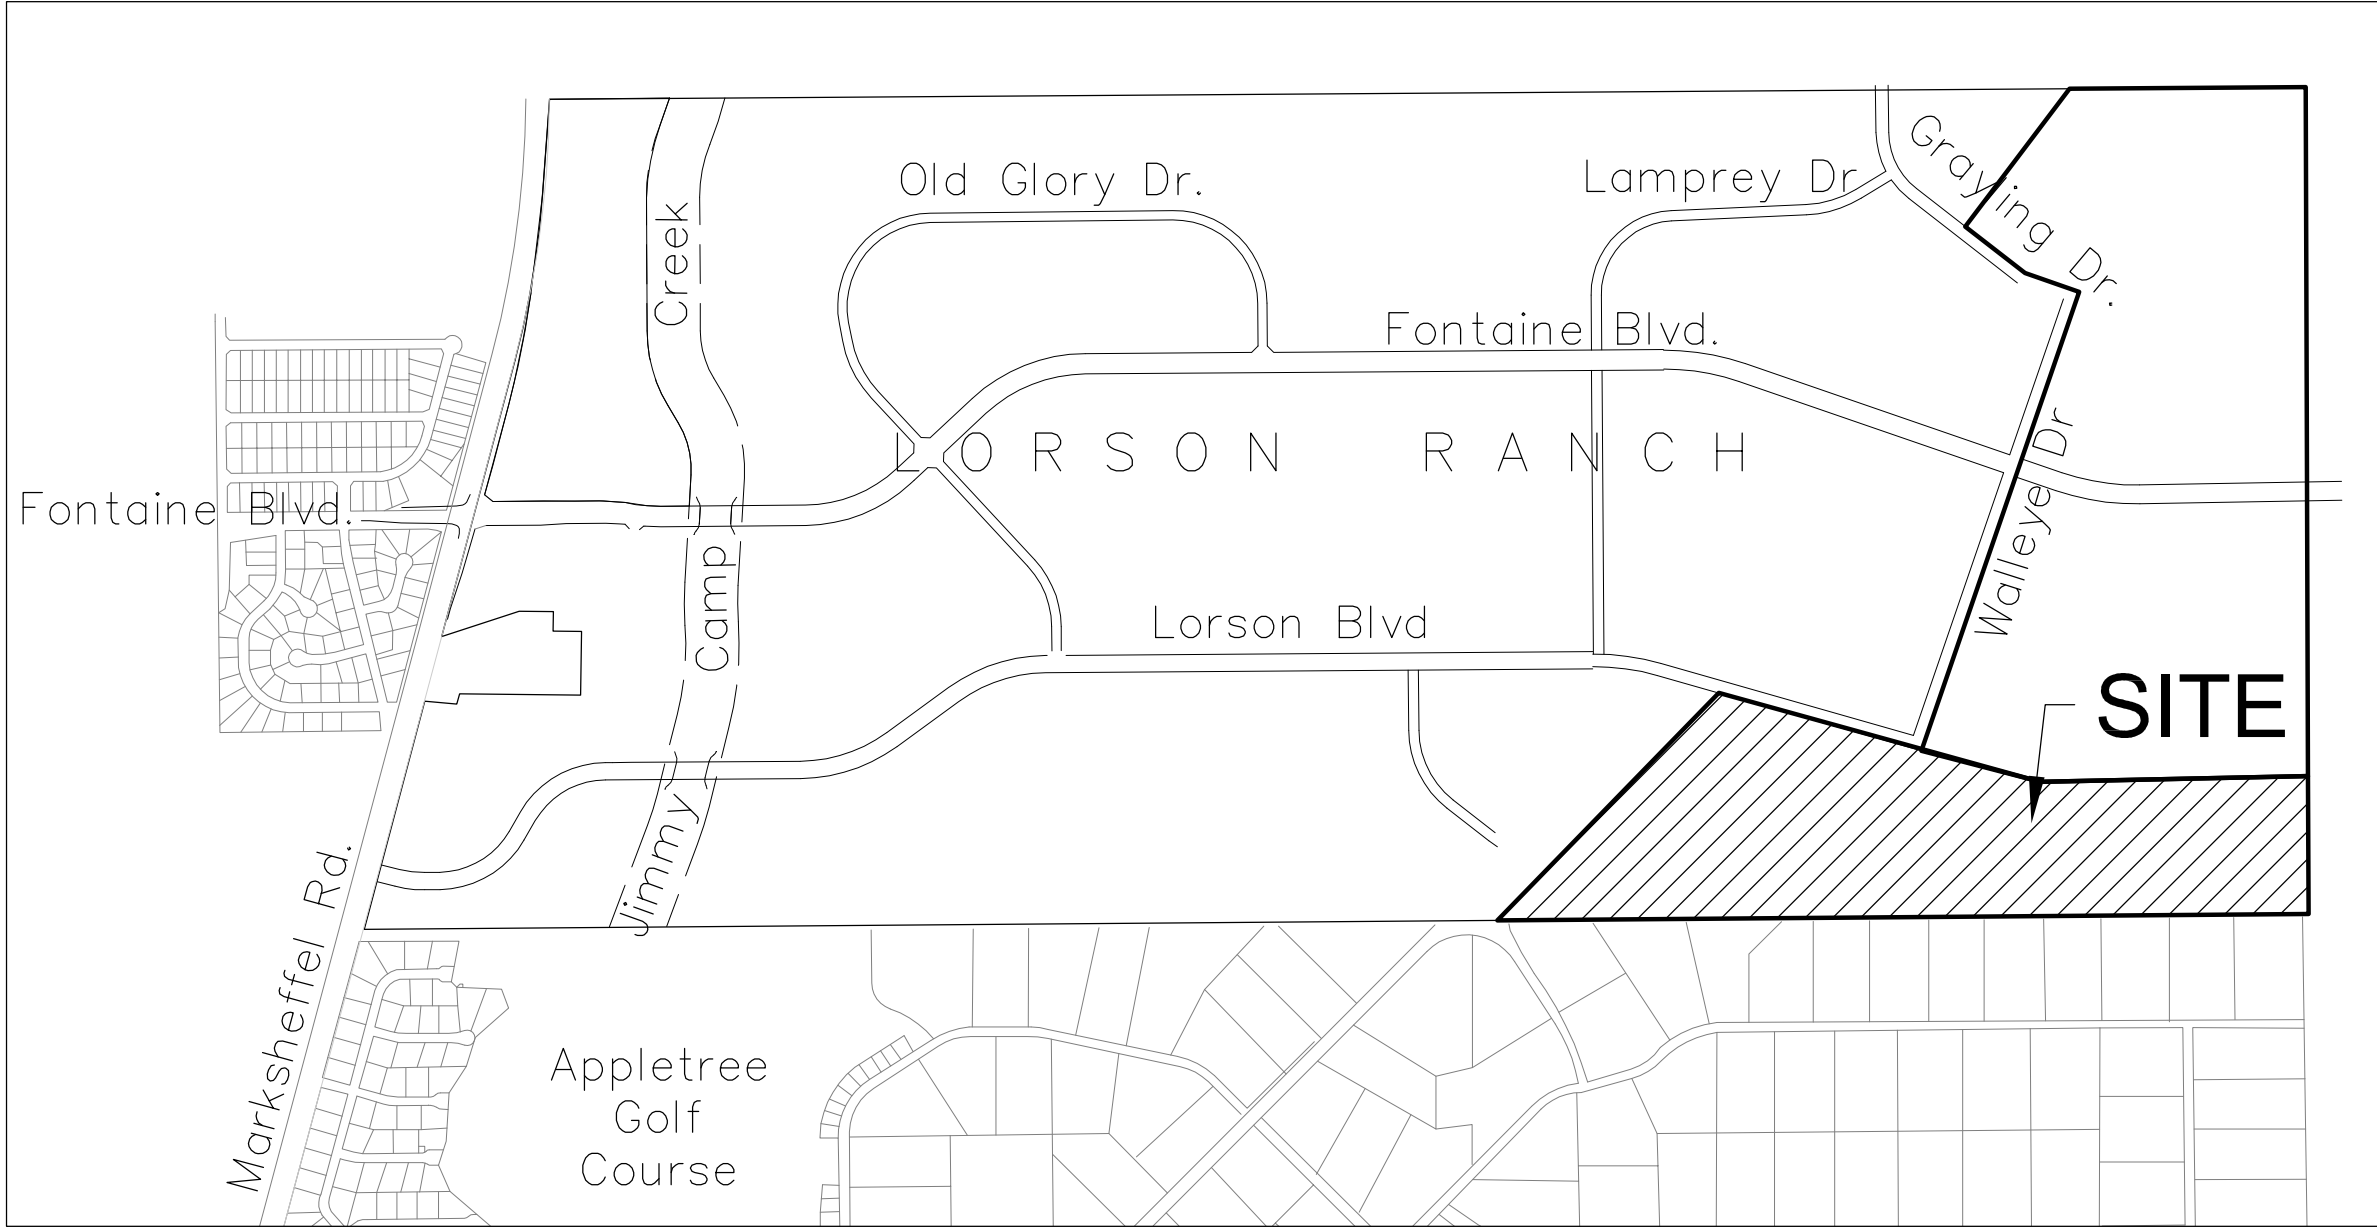 Old Glory Dr.
Lamprey Dr
Grayling Dr.
Creek
Fontaine Blvd.
LORSON RANCH
Fontaine Blvd.
Walleye Dr
Camp
Lorson Blvd
SITE
Jimmy
Marksheffel Rd.
Appletree
Golf
Course